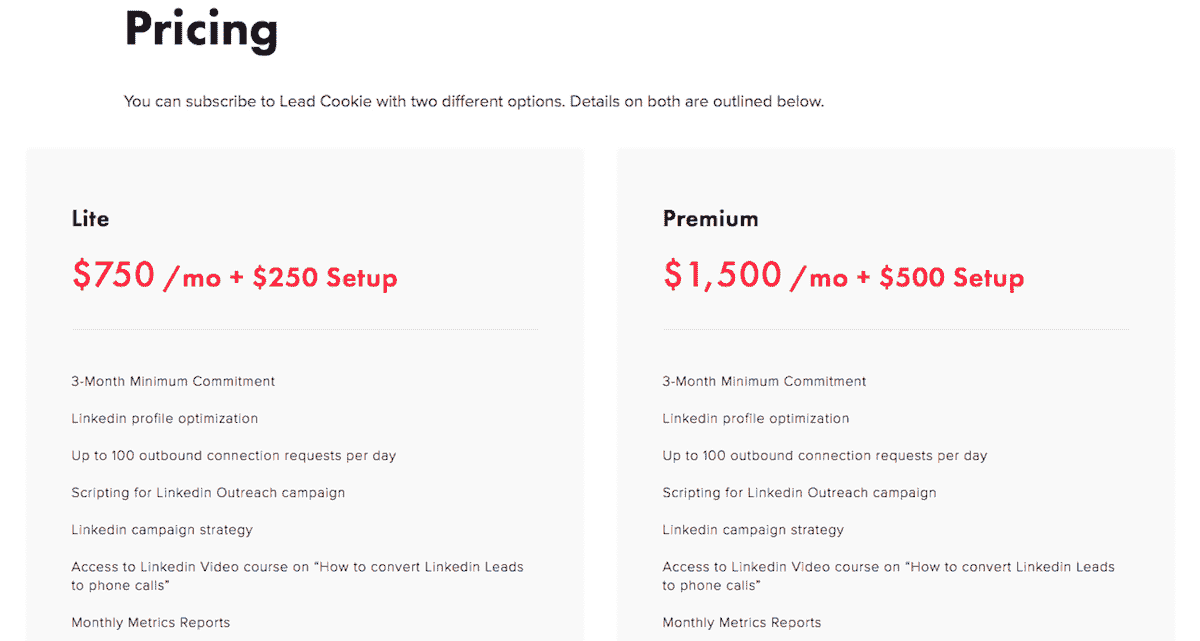 Pricing
You can subscribe to Lead Cookie with two different options. Details on both are outlined below.
Lite
$750 /mo + $250 Setup
3-Month Minimum Commitment
Linkedin profile optimization
Up to 100 outbound connection requests per day
Scripting for Linkedin Outreach campaign
Linkedin campaign strategy
Access to Linkedin Video course on “How to convert Linkedin Leads
to phone calls”
Monthly Metrics Reports
Premium
$1,500 /mo + $500 Setup
3-Month Minimum Commitment
Linkedin profile optimization
Up to 100 outbound connection requests per day
Scripting for Linkedin Outreach campaign
Linkedin campaign strategy
Access to Linkedin Video course on “How to convert Linkedin Leads
to phone calls”
Monthly Metrics Reports